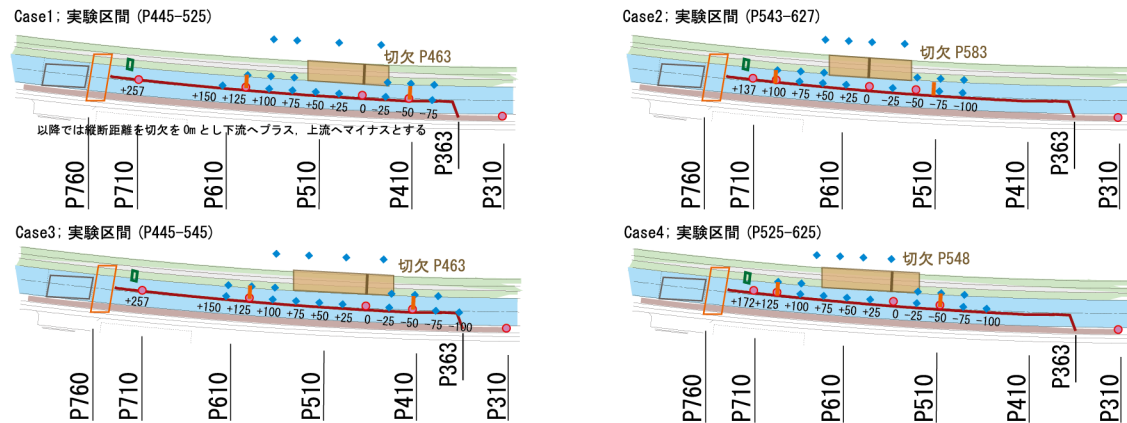 Case1; 実験区間 (P445-525)
切欠 P463
+257
+150 +125 +100 +75 +50 +25 0 -25 -50 -75
以降では縦断距離を切欠を 0m とし下流へプラス, 上流へマイナスとする
P760 P710 P610 P510 P410 P363 P310
Case2; 実験区間 (P543-627)
切欠 P583
+137 +100 +75 +50 +25 0 -25 -50 -75 -100
P760 P710 P610 P510 P410 P363 P310
Case3; 実験区間 (P445-545)
切欠 P463
+257
+150 +125 +100 +75 +50 +25 0 -25 -50 -75 -100
P760 P710 P610 P510 P410 P363 P310
Case4; 実験区間 (P525-625)
切欠 P548
+172 +125 +100 +75 +50 +25 0 -25 -50 -75 -100
P760 P710 P610 P510 P410 P363 P310